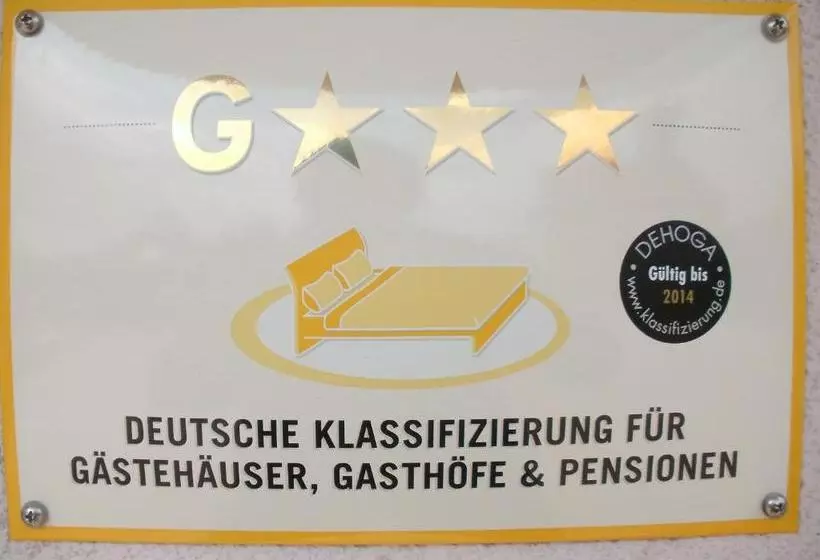 G★★★
DEHOGA
Gültig bis
2014
www.klassifizierung.de
DEUTSCHE KLASSIFIZIERUNG FÜR
GÄSTEHÄUSER, GASTHÖFE & PENSIONEN